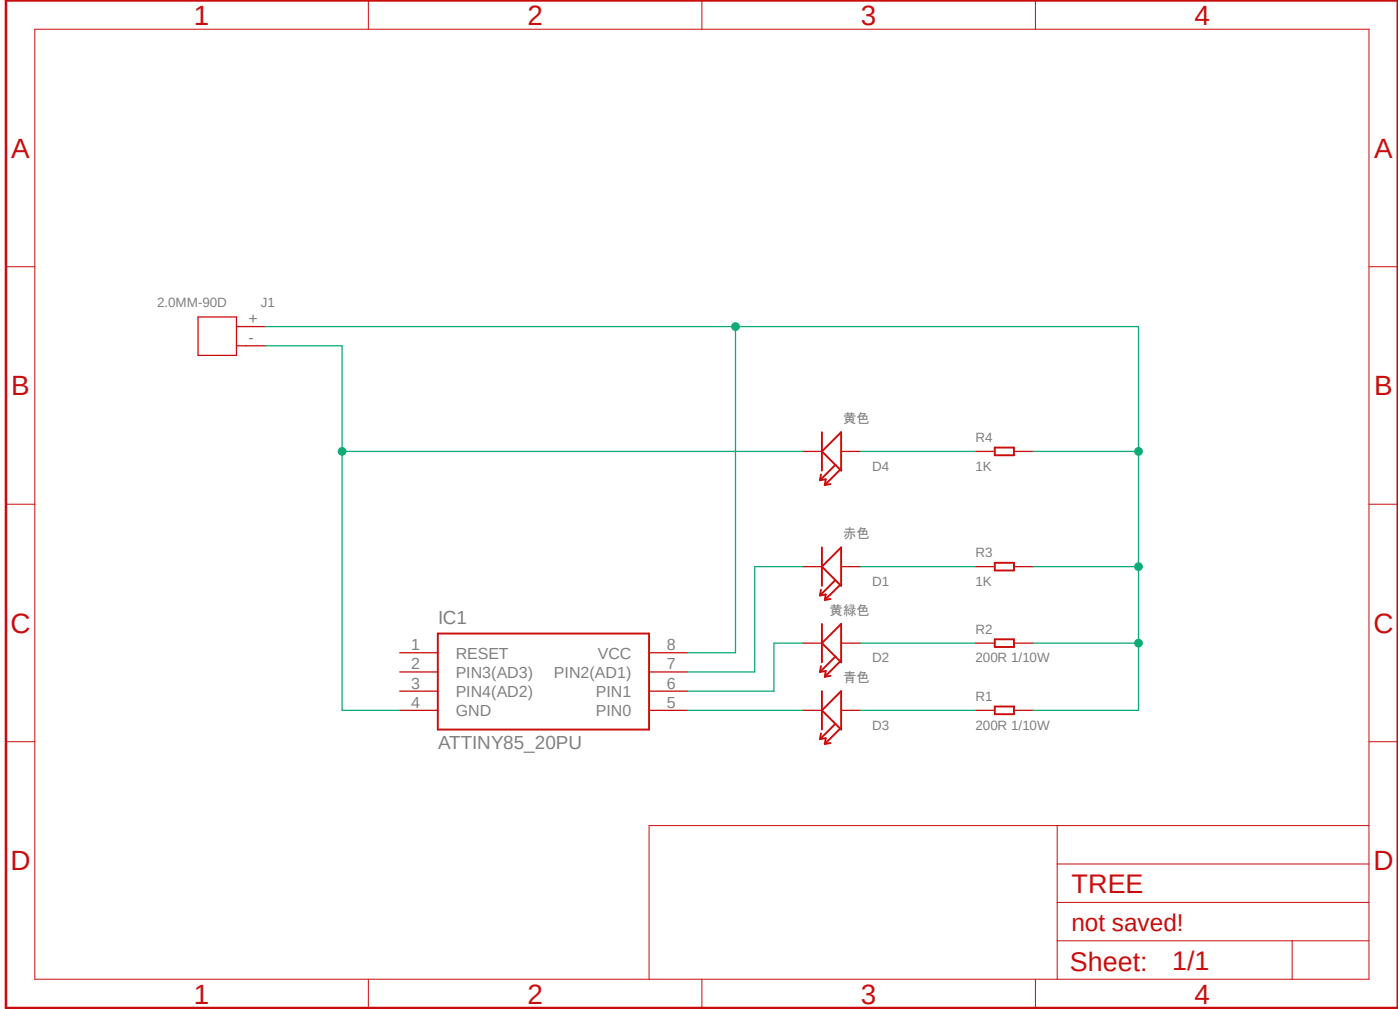 1 2 3 4
A A
2.0MM-90D J1
+
-
B B
黄色
R4
D4 1K
赤色
R3
D1 1K
黄緑色
C C
IC1
R2
D2 200R 1/10W
1 RESET VCC 8
2 PIN3(AD3) PIN2(AD1) 7
3 PIN4(AD2) PIN1 6
4 GND PIN0 5
青色
R1
D3 200R 1/10W
ATTINY85_20PU
D D
TREE
not saved!
Sheet: 1/1
1 2 3 4